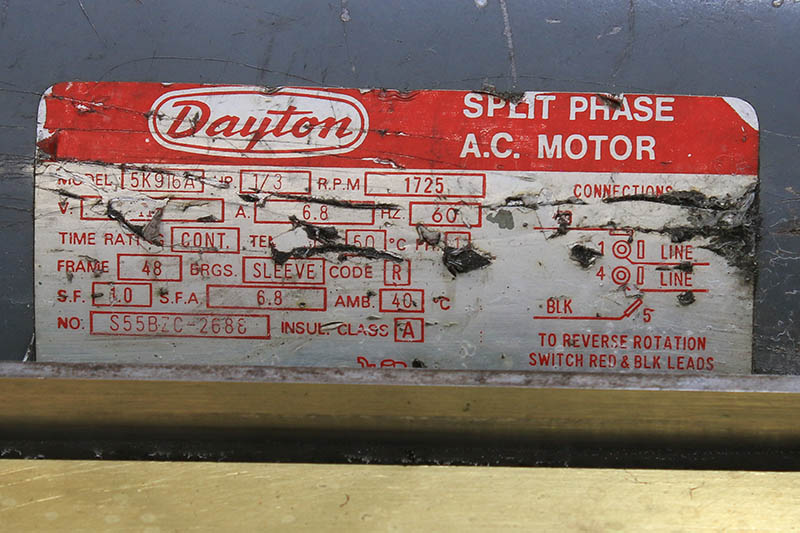 Dayton
SPLIT PHASE
A.C. MOTOR
MODEL 5K916A HP 1/3 R.P.M 1725
V. A. 6.8 HZ 60
TIME RATING CONT. 50 °C PH 1
FRAME 48 BRGS. SLEEVE CODE R
S.F. 1.0 S.F.A. 6.8 AMB. 40 °C
NO. S55BZC-2688 INSUL. CLASS A
CONNECTIONS
1 LINE
4 LINE
BLK 5
TO REVERSE ROTATION
SWITCH RED & BLK LEADS